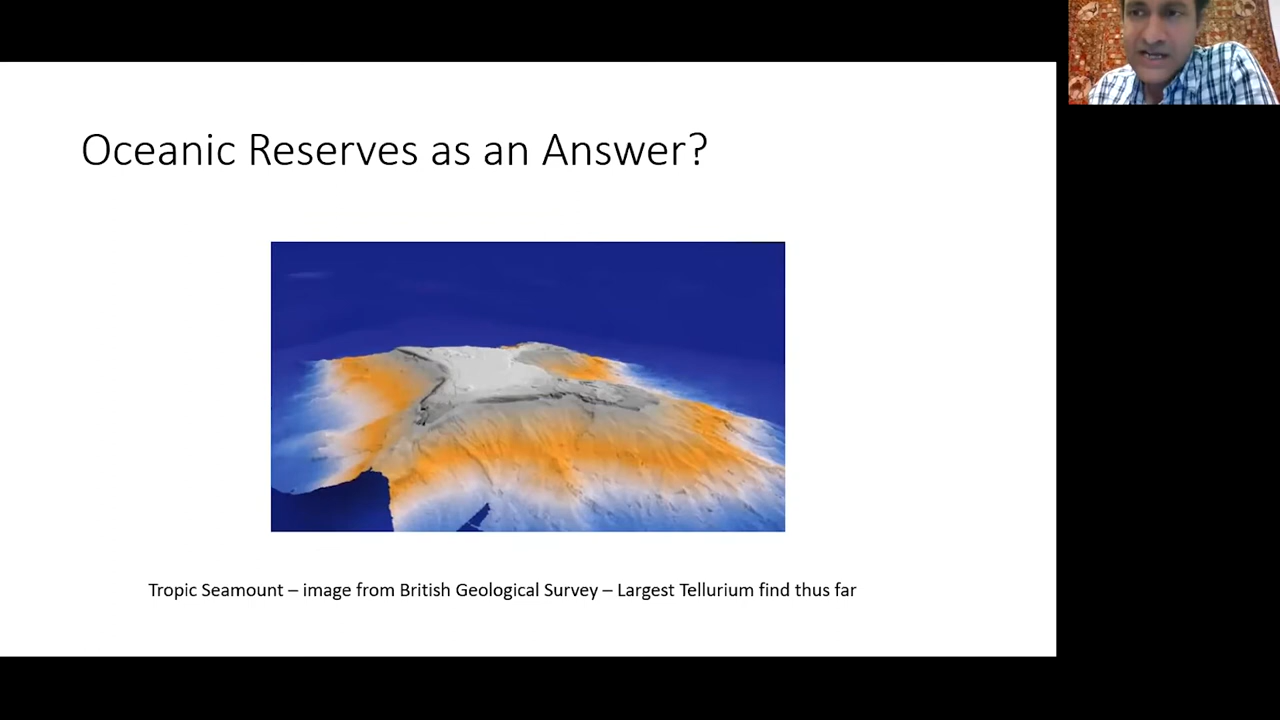 Oceanic Reserves as an Answer?
Tropic Seamount – image from British Geological Survey – Largest Tellurium find thus far